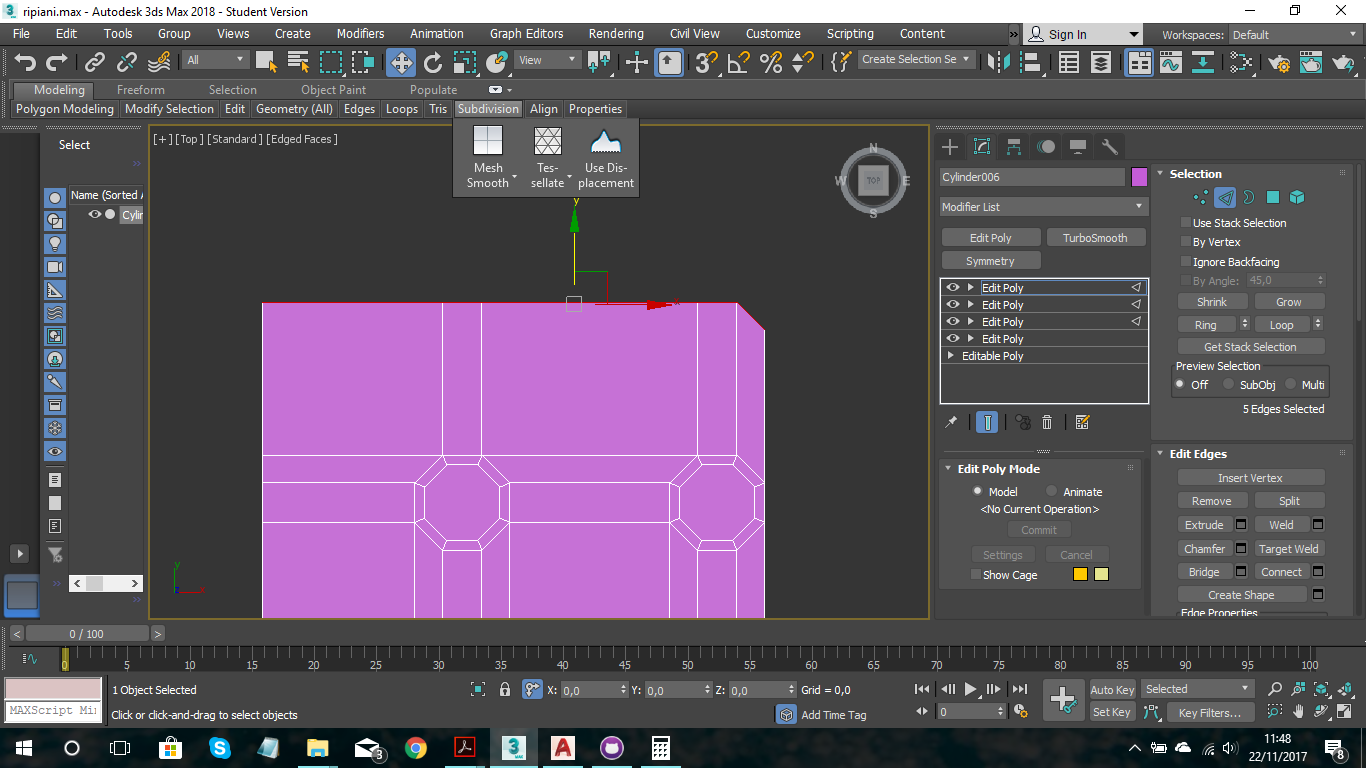 ripiani.max - Autodesk 3ds Max 2018 - Student Version
File Edit Tools Group Views Create Modifiers Animation Graph Editors Rendering Civil View Customize Scripting Content » Sign In Workspaces: Default
All View Create Selection Se
Modeling Freeform Selection Object Paint Populate
Polygon Modeling Modify Selection Edit Geometry (All) Edges Loops Tris Subdivision Align Properties
Mesh Smooth
Tes- sellate
Use Dis- placement
Select
Name (Sorted A
Cylin
[+] [Top] [Standard] [Edged Faces]
y
x
N
W TOP E
S
y
z x
Cylinder006
Modifier List
Edit Poly TurboSmooth
Symmetry
Edit Poly
Edit Poly
Edit Poly
Edit Poly
Editable Poly
Edit Poly Mode
Model Animate
<No Current Operation>
Commit
Settings Cancel
Show Cage
Selection
Use Stack Selection
By Vertex
Ignore Backfacing
By Angle: 45,0
Shrink Grow
Ring Loop
Get Stack Selection
Preview Selection
Off SubObj Multi
5 Edges Selected
Edit Edges
Insert Vertex
Remove Split
Extrude Weld
Chamfer Target Weld
Bridge Connect
Create Shape
Edge Properties
< 0 / 100 >
0 5 10 15 20 25 30 35 40 45 50 55 60 65 70 75 80 85 90 95 100
1 Object Selected X: 0,0 Y: 0,0 Z: 0,0 Grid = 0,0 Auto Key Selected
MAXScript Min Click or click-and-drag to select objects Add Time Tag 0 Set Key Key Filters...
3 11:48
22/11/2017 8